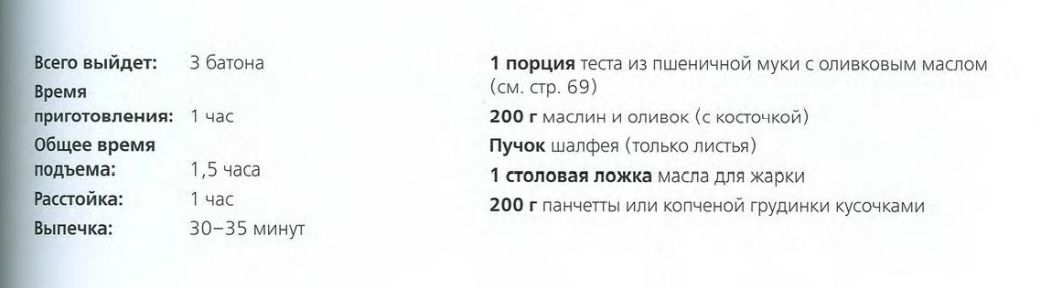 Всего выйдет: 3 батона
Время
приготовления: 1 час
Общее время
подъема: 1,5 часа
Расстойка: 1 час
Выпечка: 30–35 минут
1 порция теста из пшеничной муки с оливковым маслом
(см. стр. 69)
200 г маслин и оливок (с косточкой)
Пучок шалфея (только листья)
1 столовая ложка масла для жарки
200 г панчетты или копченой грудинки кусочками